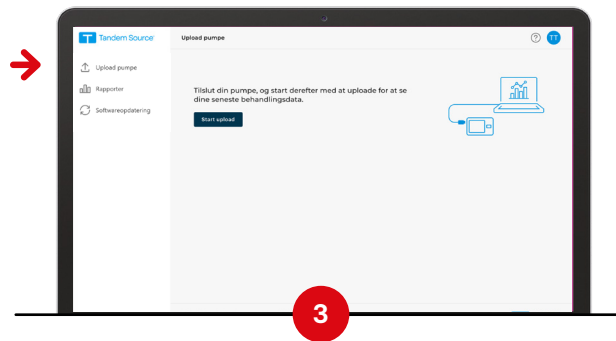 Tandem Source
Upload pumpe
?
TT
Upload pumpe
Rapporter
Softwareopdatering
Tilslut din pumpe, og start derefter med at uploade for at se
dine seneste behandlingsdata.
Start upload
3